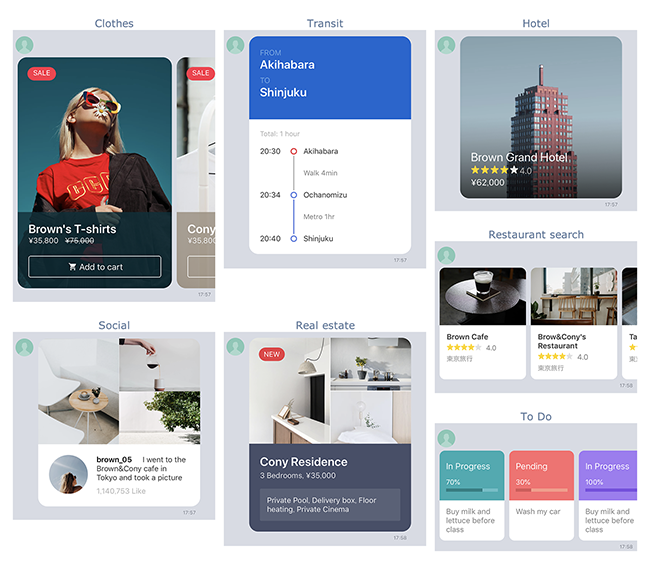 Clothes
SALE
SALE
Brown's T-shirts
¥35,800 ¥75,000
Add to cart
Cony
¥35,800
17:57
Transit
FROM
Akihabara
TO
Shinjuku
Total: 1 hour
20:30 Akihabara
Walk 4min
20:34 Ochanomizu
Metro 1hr
20:40 Shinjuku
17:57
Hotel
Brown Grand Hotel
4.0
¥62,000
17:57
Restaurant search
Brown Cafe
4.0
東京旅行
Brow&Cony's
Restaurant
4.0
東京旅行
Ta
17:58
Social
brown_05 I went to the
Brown&Cony cafe in
Tokyo and took a picture
1,140,753 Like
17:57
Real estate
NEW
Cony Residence
3 Bedrooms, ¥35,000
Private Pool, Delivery box, Floor
heating, Private Cinema
17:58
To Do
In Progress
70%
Buy milk and
lettuce before
class
Pending
30%
Wash my car
In Progress
100%
Buy milk and
lettuce before
class
17:58